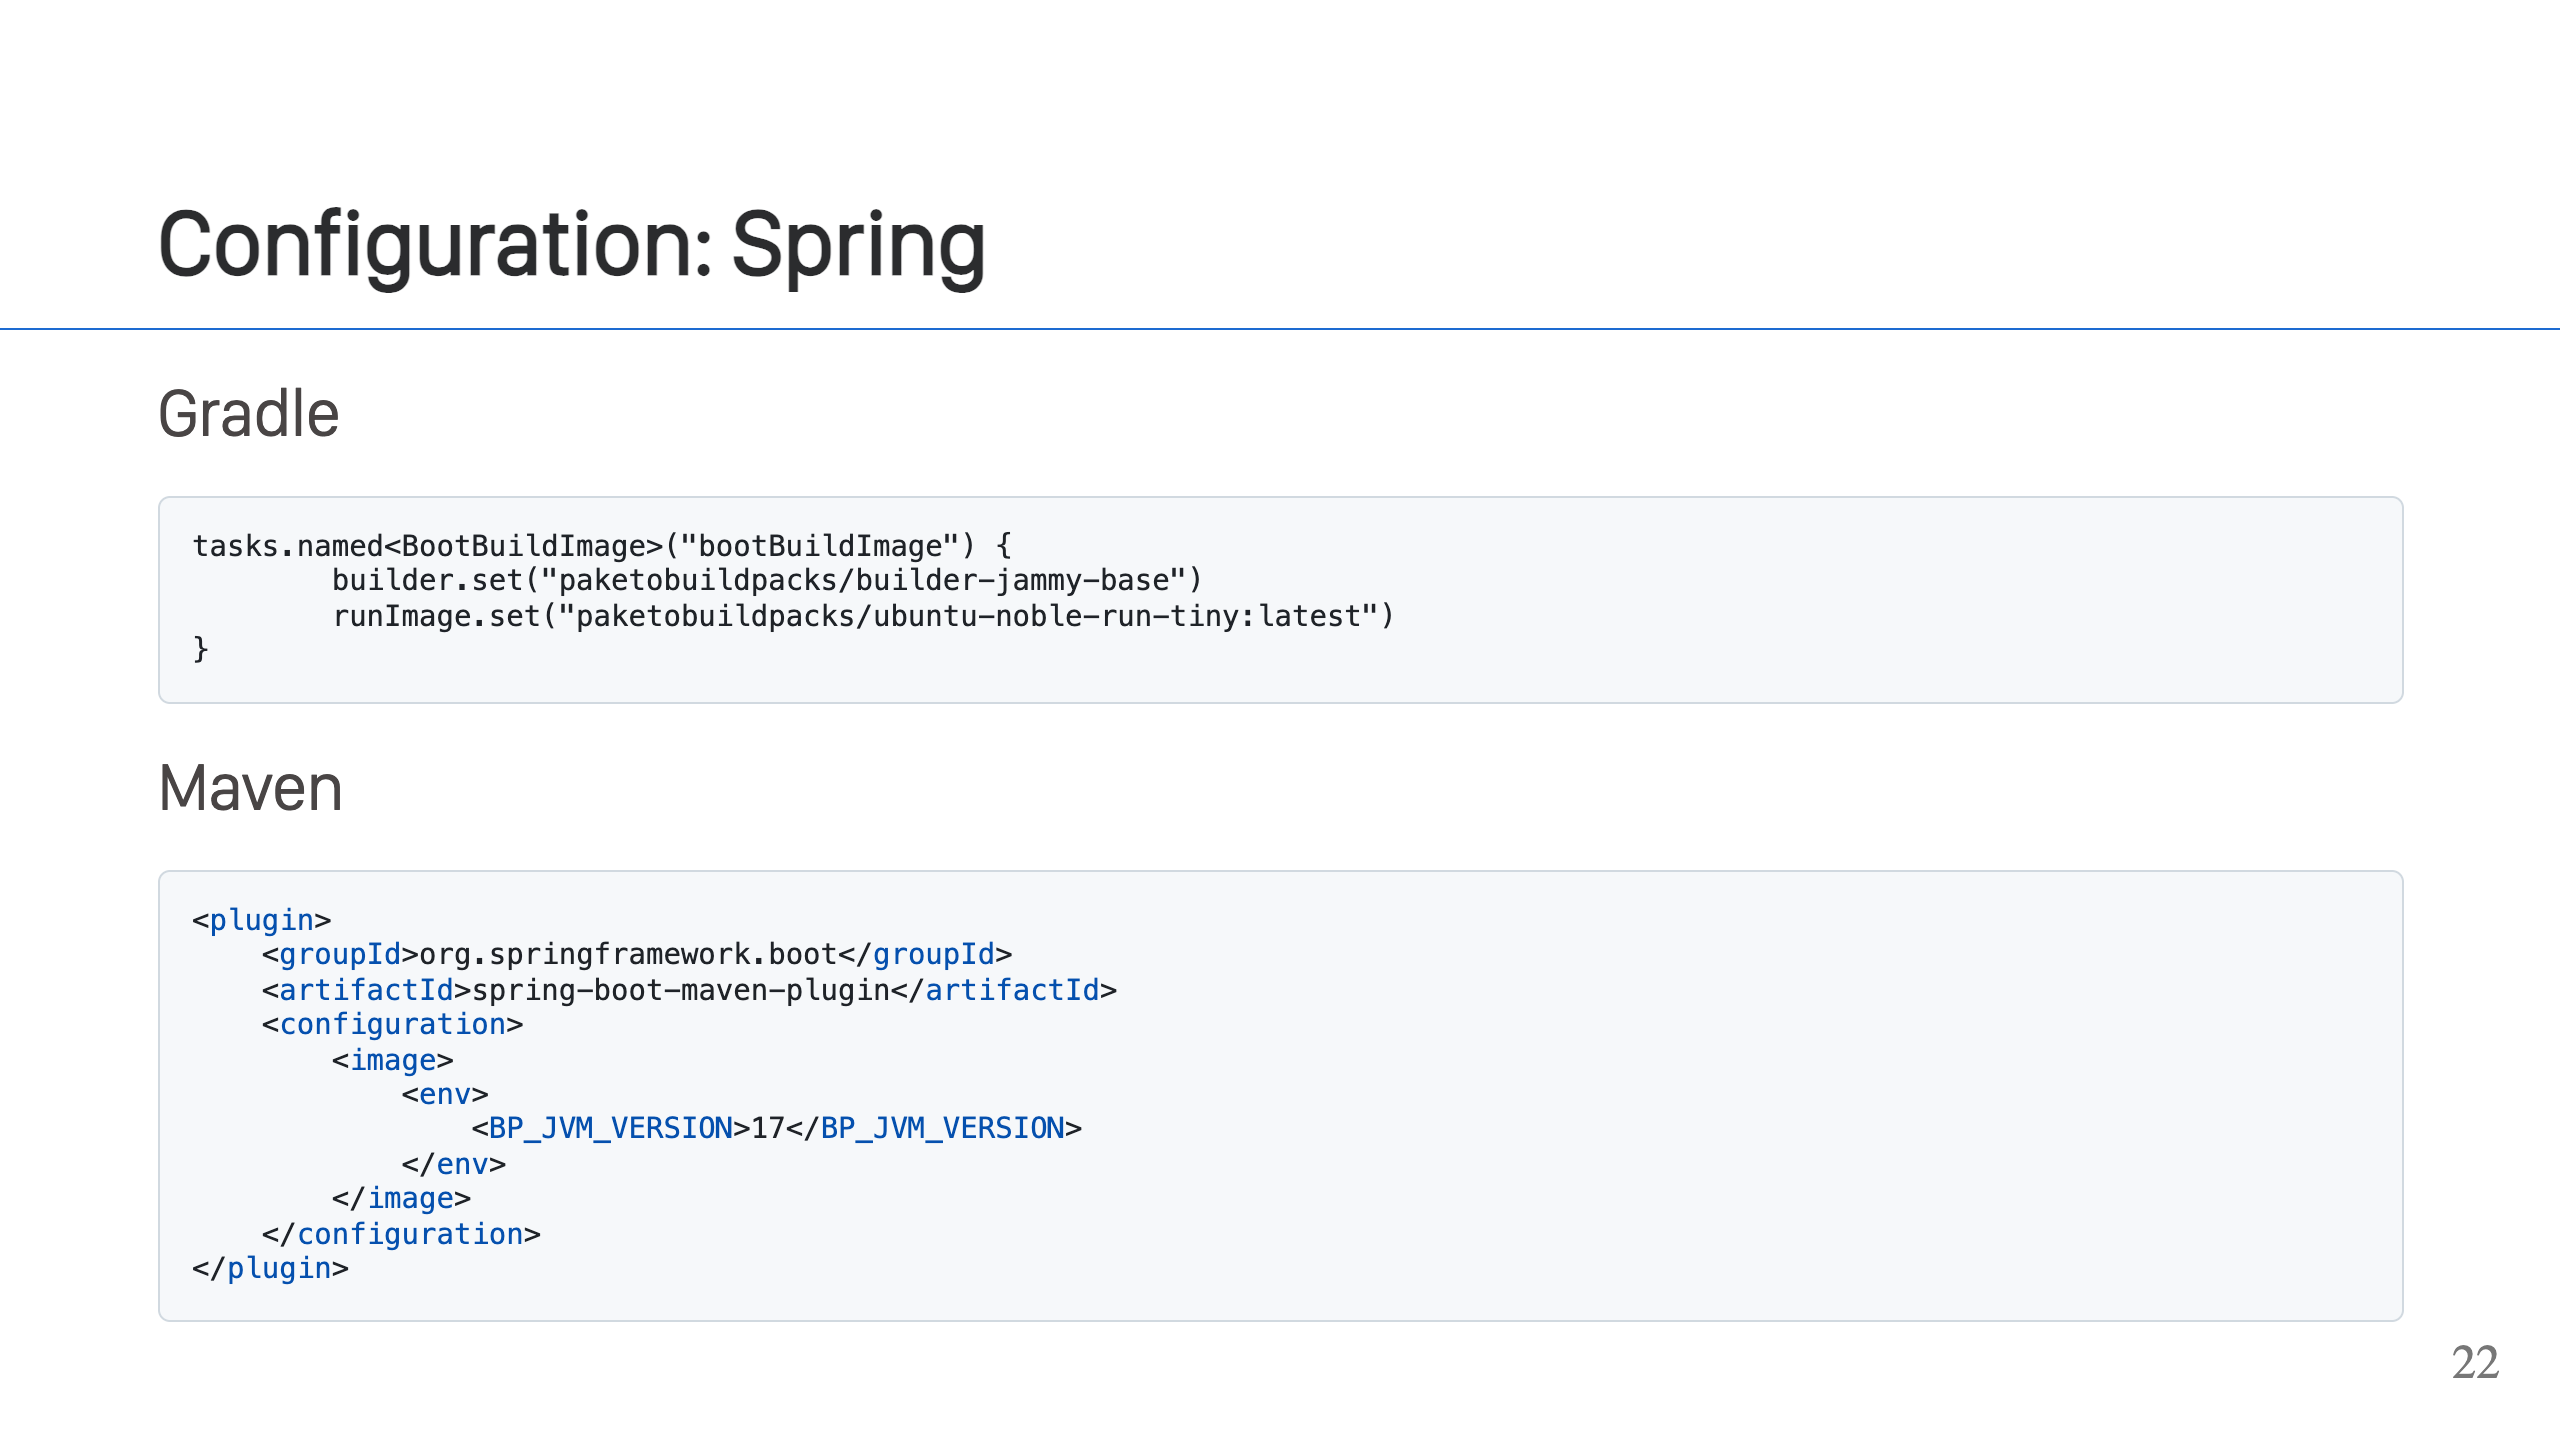 Configuration: Spring
Gradle
tasks.named<BootBuildImage>("bootBuildImage") {
        builder.set("paketobuildpacks/builder-jammy-base")
        runImage.set("paketobuildpacks/ubuntu-noble-run-tiny:latest")
}
Maven
<plugin>
    <groupId>org.springframework.boot</groupId>
    <artifactId>spring-boot-maven-plugin</artifactId>
    <configuration>
        <image>
            <env>
                <BP_JVM_VERSION>17</BP_JVM_VERSION>
            </env>
        </image>
    </configuration>
</plugin>
22